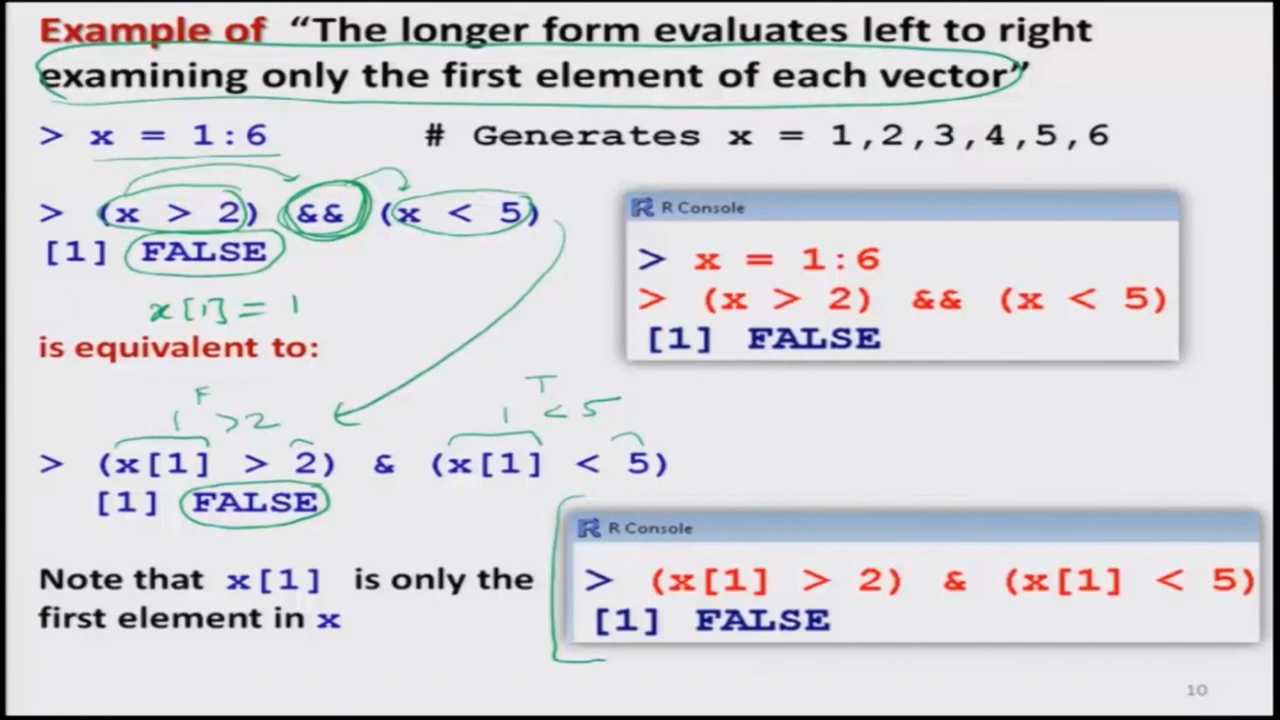 Example of “The longer form evaluates left to right
examining only the first element of each vector”
> x = 1:6 # Generates x = 1,2,3,4,5,6
> (x > 2) && (x < 5)
[1] FALSE
x[1] = 1
is equivalent to:
R Console
> x = 1:6
> (x > 2) && (x < 5)
[1] FALSE
F T
1 > 2 1 < 5
> (x[1] > 2) & (x[1] < 5)
[1] FALSE
Note that x[1] is only the
first element in x
R Console
> (x[1] > 2) & (x[1] < 5)
[1] FALSE
10